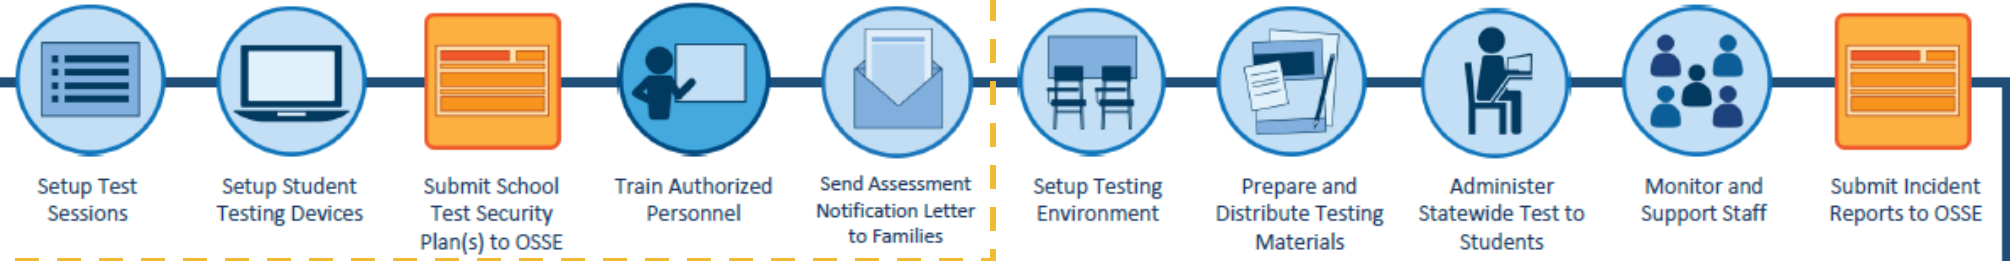 Setup Test
Sessions
Setup Student
Testing Devices
Submit School
Test Security
Plan(s) to OSSE
Train Authorized
Personnel
Send Assessment
Notification Letter
to Families
Setup Testing
Environment
Prepare and
Distribute Testing
Materials
Administer
Statewide Test to
Students
Monitor and
Support Staff
Submit Incident
Reports to OSSE